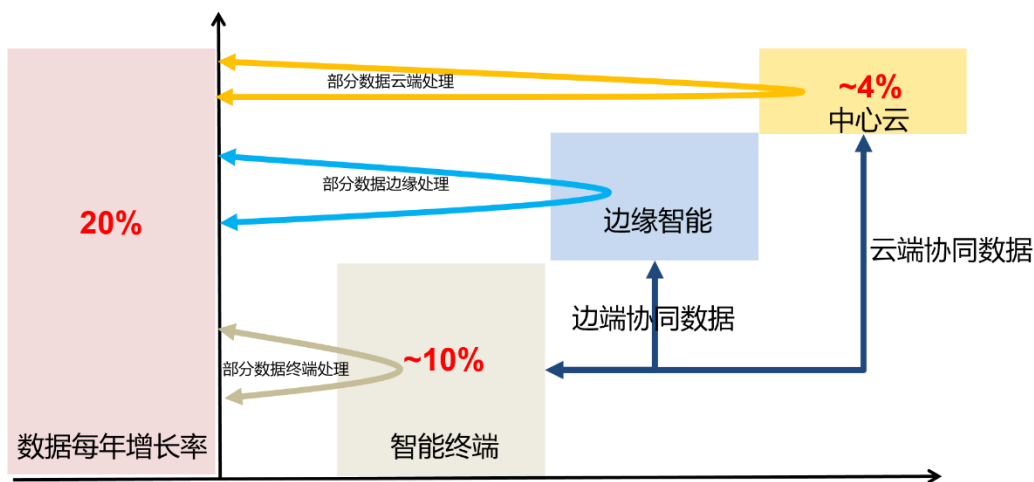 部分数据云端处理
~4%
中心云
部分数据边缘处理
20%
边缘智能
云端协同数据
边端协同数据
部分数据终端处理
~10%
数据每年增长率
智能终端